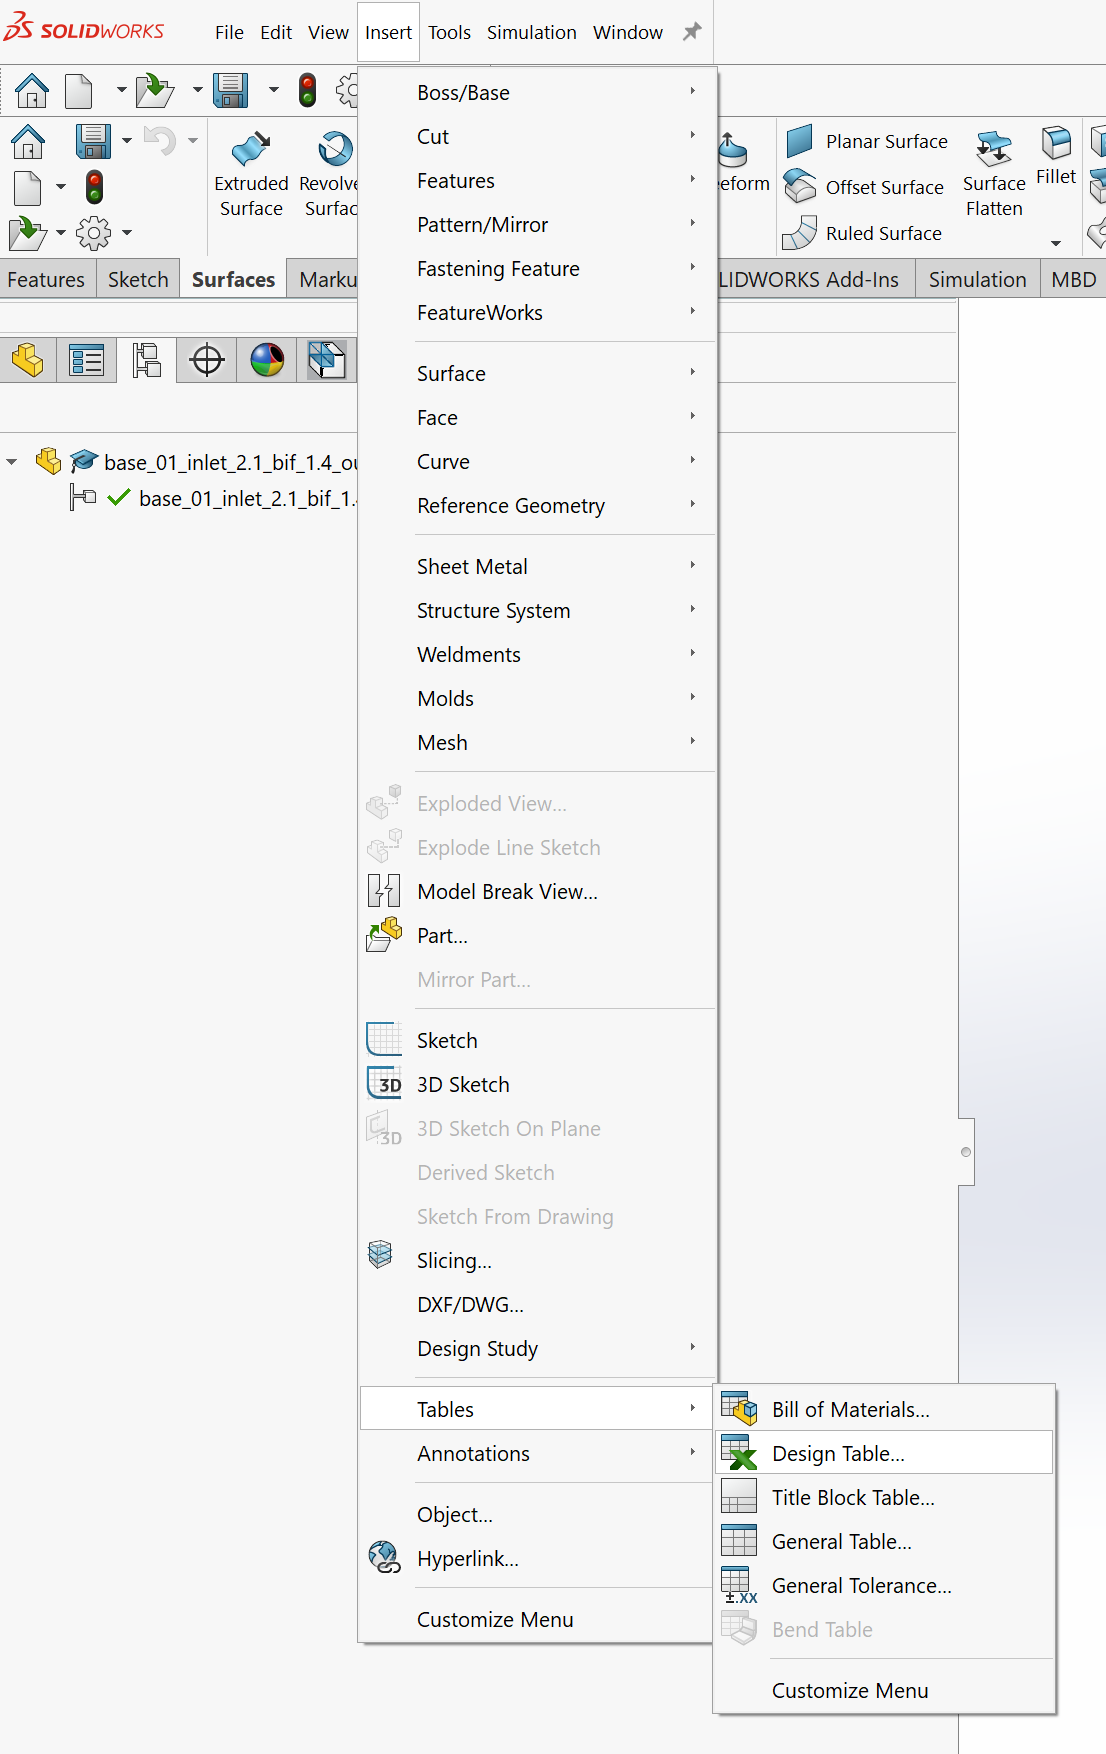 SOLIDWORKS File Edit View Insert Tools Simulation Window
Boss/Base
Cut
Features
Pattern/Mirror
Fastening Feature
FeatureWorks
Surface
Face
Curve
Reference Geometry
Sheet Metal
Structure System
Weldments
Molds
Mesh
Exploded View...
Explode Line Sketch
Model Break View...
Part...
Mirror Part...
Sketch
3D 3D Sketch
3D 3D Sketch On Plane
Derived Sketch
Sketch From Drawing
Slicing...
DXF/DWG...
Design Study
Tables
Annotations
Object...
Hyperlink...
Customize Menu
Extruded
Surface
Revolve
Surfac
eform
Planar Surface
Offset Surface
Ruled Surface
Surface
Flatten
Fillet
Features Sketch Surfaces Marku LIDWORKS Add-Ins Simulation MBD
base_01_inlet_2.1_bif_1.4_ou
base_01_inlet_2.1_bif_1.
Bill of Materials...
Design Table...
Title Block Table...
General Table...
±.XX General Tolerance...
Bend Table
Customize Menu